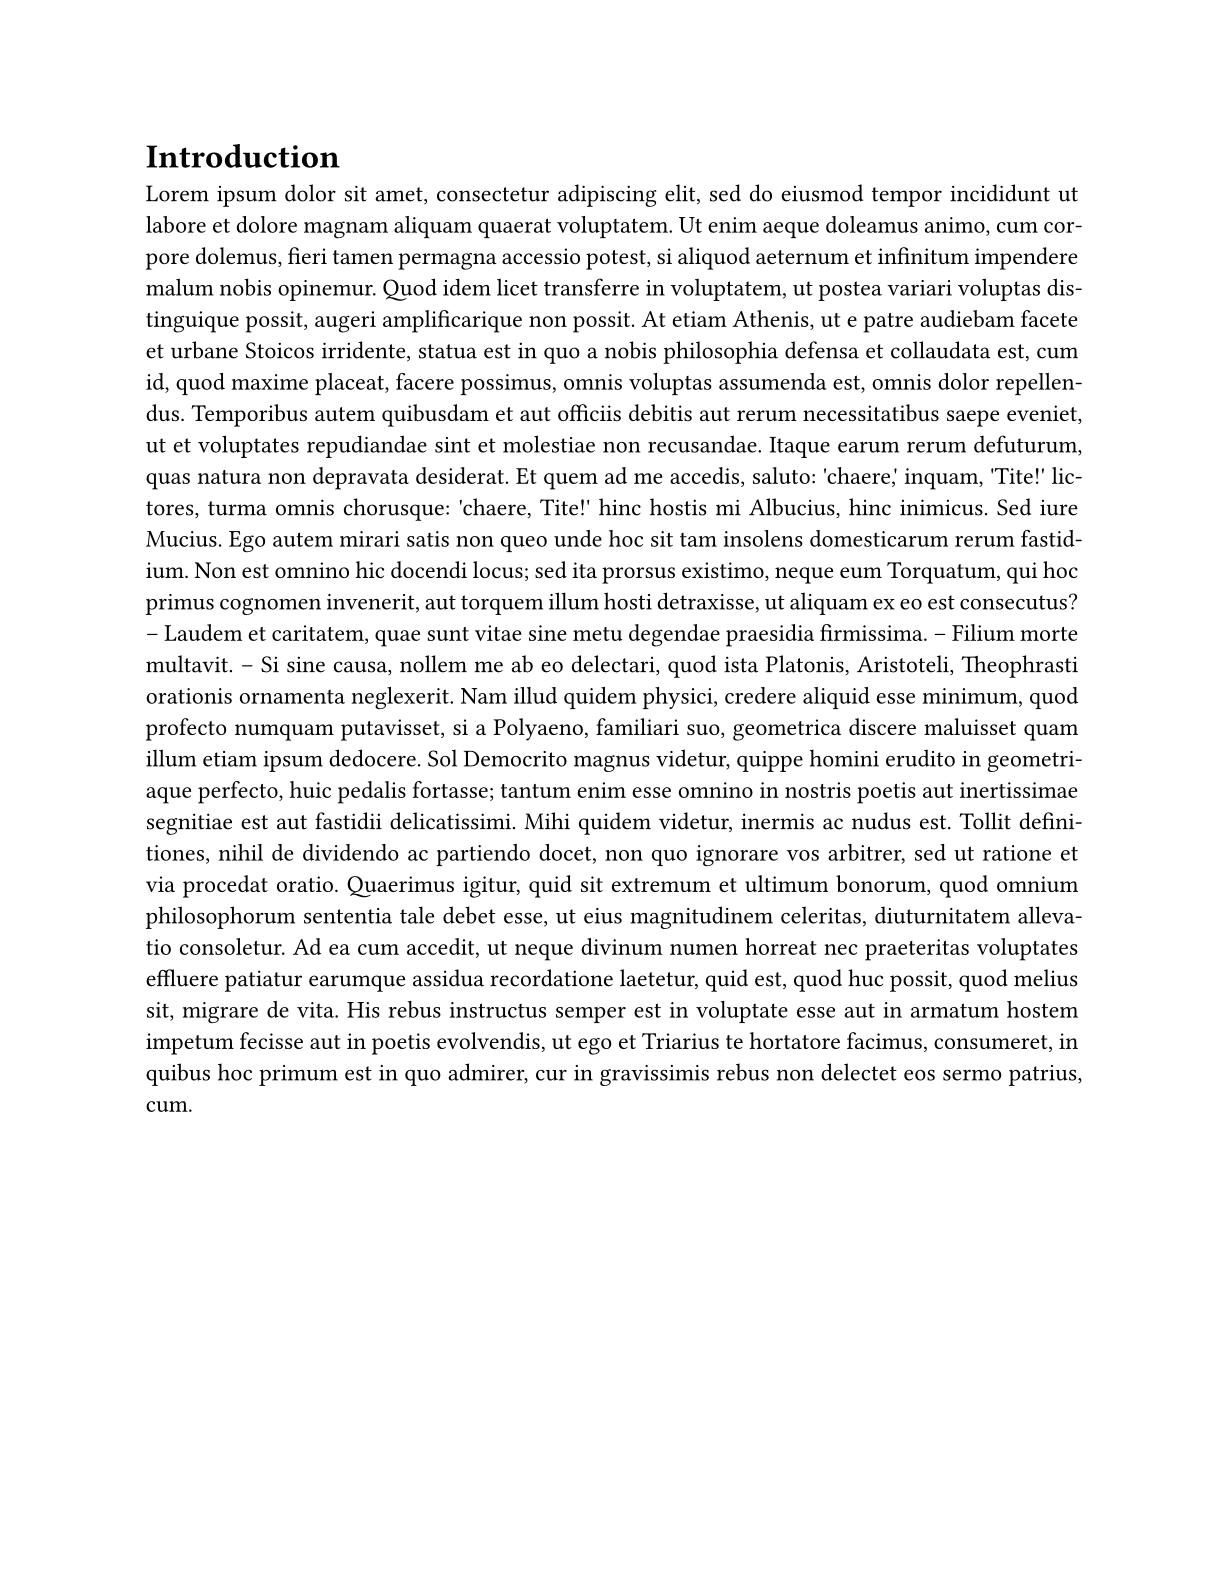 Introduction
Lorem ipsum dolor sit amet, consectetur adipiscing elit, sed do eiusmod tempor incididunt ut
labore et dolore magnam aliquam quaerat voluptatem. Ut enim aeque doleamus animo, cum cor-
pore dolemus, fieri tamen permagna accessio potest, si aliquod aeternum et infinitum impendere
malum nobis opinemur. Quod idem licet transferre in voluptatem, ut postea variari voluptas dis-
tinguique possit, augeri amplificarique non possit. At etiam Athenis, ut e patre audiebam facete
et urbane Stoicos irridente, statua est in quo a nobis philosophia defensa et collaudata est, cum
id, quod maxime placeat, facere possimus, omnis voluptas assumenda est, omnis dolor repellen-
dus. Temporibus autem quibusdam et aut officiis debitis aut rerum necessitatibus saepe eveniet,
ut et voluptates repudiandae sint et molestiae non recusandae. Itaque earum rerum defuturum,
quas natura non depravata desiderat. Et quem ad me accedis, saluto: 'chaere,' inquam, 'Tite!' lic-
tores, turma omnis chorusque: 'chaere, Tite!' hinc hostis mi Albucius, hinc inimicus. Sed iure
Mucius. Ego autem mirari satis non queo unde hoc sit tam insolens domesticarum rerum fastid-
ium. Non est omnino hic docendi locus; sed ita prorsus existimo, neque eum Torquatum, qui hoc
primus cognomen invenerit, aut torquem illum hosti detraxisse, ut aliquam ex eo est consecutus?
– Laudem et caritatem, quae sunt vitae sine metu degendae praesidia firmissima. – Filium morte
multavit. – Si sine causa, nollem me ab eo delectari, quod ista Platonis, Aristoteli, Theophrasti
orationis ornamenta neglexerit. Nam illud quidem physici, credere aliquid esse minimum, quod
profecto numquam putavisset, si a Polyaeno, familiari suo, geometrica discere maluisset quam
illum etiam ipsum dedocere. Sol Democrito magnus videtur, quippe homini erudito in geometri-
aque perfecto, huic pedalis fortasse; tantum enim esse omnino in nostris poetis aut inertissimae
segnitiae est aut fastidii delicatissimi. Mihi quidem videtur, inermis ac nudus est. Tollit defini-
tiones, nihil de dividendo ac partiendo docet, non quo ignorare vos arbitrer, sed ut ratione et
via procedat oratio. Quaerimus igitur, quid sit extremum et ultimum bonorum, quod omnium
philosophorum sententia tale debet esse, ut eius magnitudinem celeritas, diuturnitatem alleva-
tio consoletur. Ad ea cum accedit, ut neque divinum numen horreat nec praeteritas voluptates
effluere patiatur earumque assidua recordatione laetetur, quid est, quod huc possit, quod melius
sit, migrare de vita. His rebus instructus semper est in voluptate esse aut in armatum hostem
impetum fecisse aut in poetis evolvendis, ut ego et Triarius te hortatore facimus, consumeret, in
quibus hoc primum est in quo admirer, cur in gravissimis rebus non delectet eos sermo patrius,
cum.